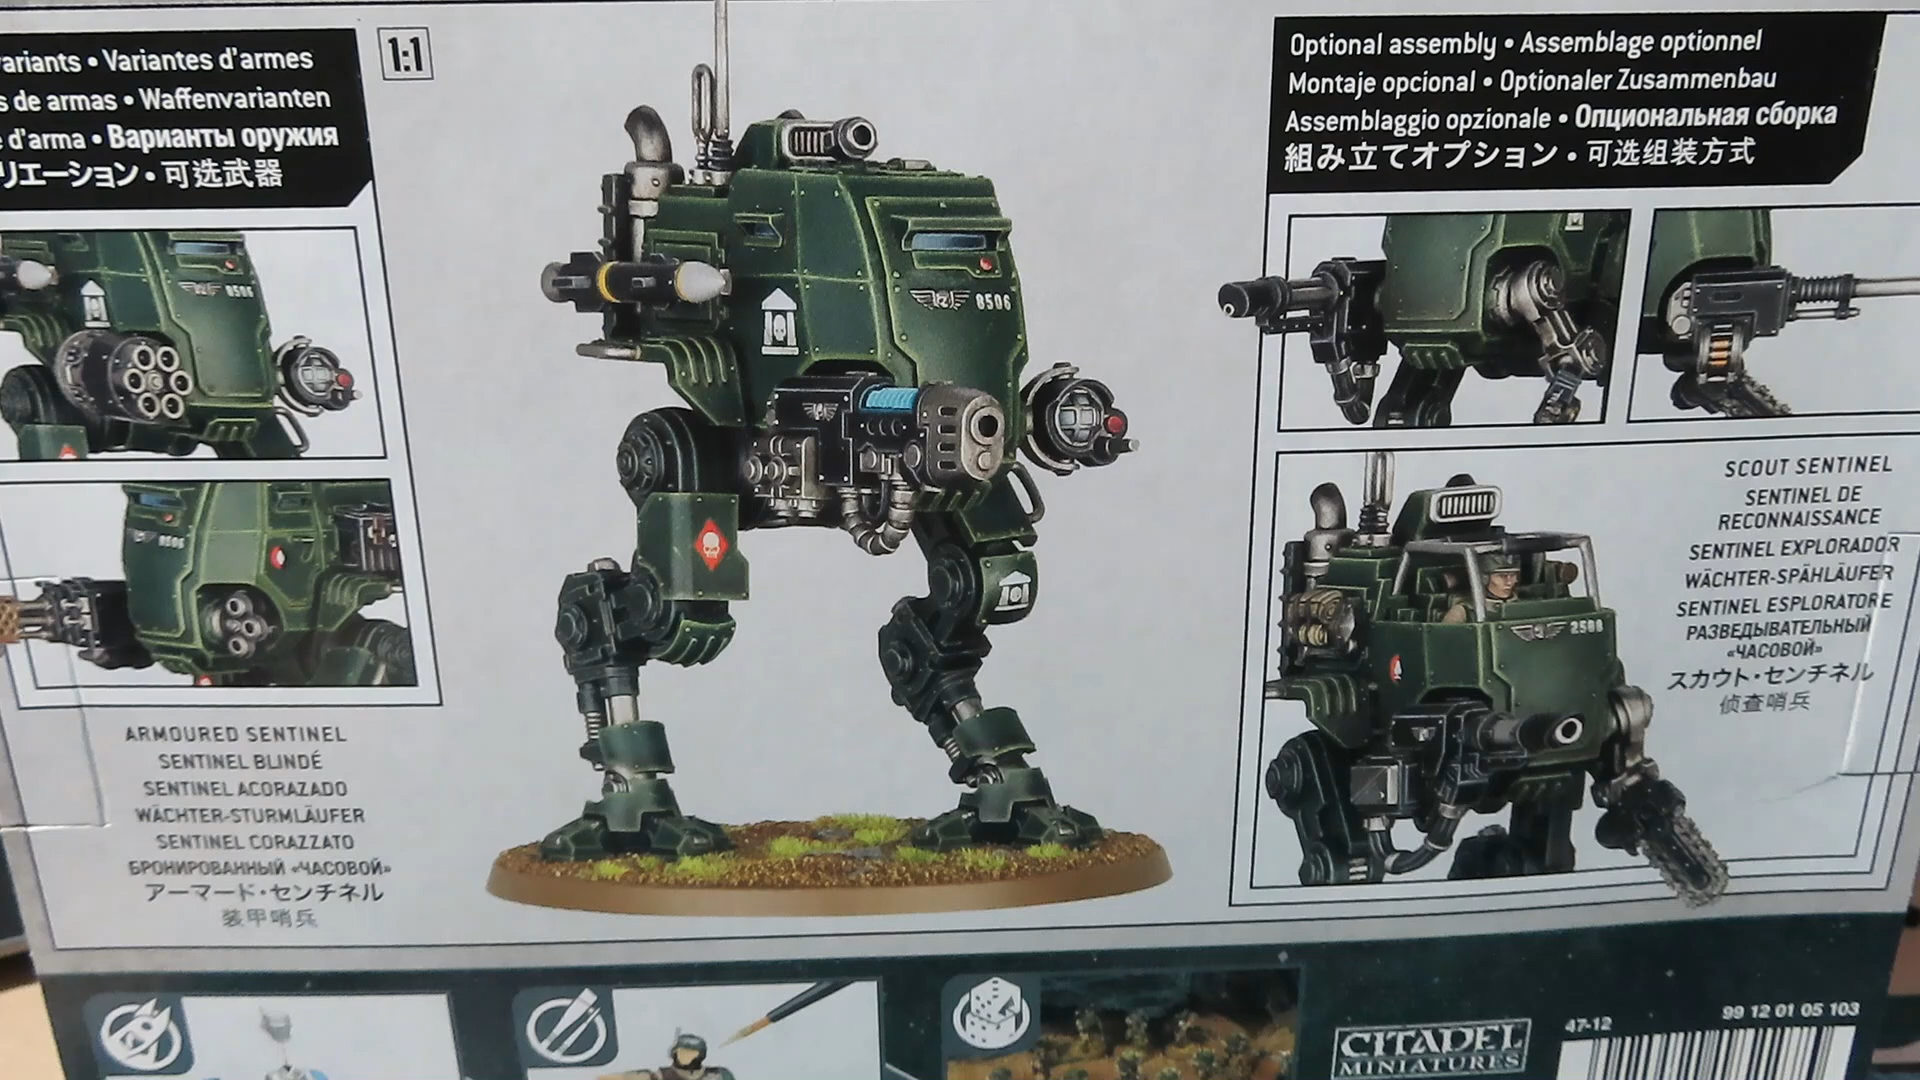 Variantes d'armes
de armas • Waffenvarianten
d'arma • Варианты оружия
リエーション • 可选武器
1:1
Optional assembly • Assemblage optionnel
Montaje opcional • Optionaler Zusammenbau
Assemblaggio opzionale • Опциональная сборка
組み立てオプション • 可选组装方式
8506
8506
8506
ARMOURED SENTINEL
SENTINEL BLINDÉ
SENTINEL ACORAZADO
WÄCHTER-STURMLÄUFER
SENTINEL CORAZZATO
БРОНИРОВАННЫЙ «ЧАСОВОЙ»
アーマード・センチネル
装甲哨兵
SCOUT SENTINEL
SENTINEL DE
RECONNAISSANCE
SENTINEL EXPLORADOR
WÄCHTER-SPÄHLÄUFER
SENTINEL ESPLORATORE
РАЗВЕДЫВАТЕЛЬНЫЙ
«ЧАСОВОЙ»
スカウト・センチネル
侦查哨兵
CITADEL
MINIATURES
47-12
99 12 01 05 103